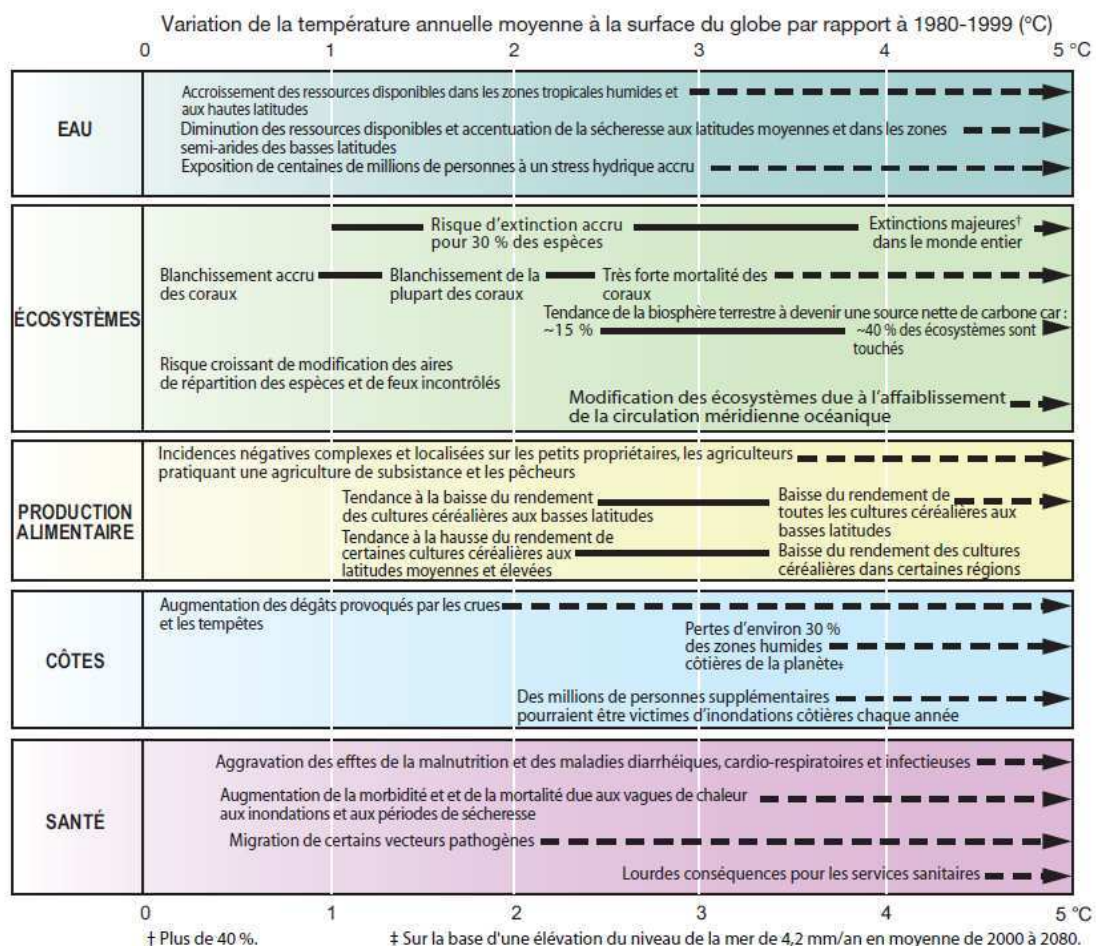 Variation de la température annuelle moyenne à la surface du globe par rapport à 1980-1999 (°C)
0 1 2 3 4 5 °C
EAU
Accroissement des ressources disponibles dans les zones tropicales humides et
aux hautes latitudes
Diminution des ressources disponibles et accentuation de la sécheresse aux latitudes moyennes et dans les zones
semi-arides des basses latitudes
Exposition de centaines de millions de personnes à un stress hydrique accru
ÉCOSYSTÈMES
Risque d'extinction accru
pour 30 % des espèces
Extinctions majeures†
dans le monde entier
Blanchissement accru
des coraux
Blanchissement de la
plupart des coraux
Très forte mortalité des
coraux
Tendance de la biosphère terrestre à devenir une source nette de carbone car :
~15 %
~40 % des écosystèmes sont
touchés
Risque croissant de modification des aires
de répartition des espèces et de feux incontrôlés
Modification des écosystèmes due à l'affaiblissement
de la circulation méridienne océanique
PRODUCTION
ALIMENTAIRE
Incidences négatives complexes et localisées sur les petits propriétaires, les agriculteurs
pratiquant une agriculture de subsistance et les pêcheurs
Tendance à la baisse du rendement
des cultures céréalières aux basses latitudes
Baisse du rendement de
toutes les cultures céréalières aux
basses latitudes
Tendance à la hausse du rendement de
certaines cultures céréalières aux
latitudes moyennes et élevées
Baisse du rendement des cultures
céréalières dans certaines régions
CÔTES
Augmentation des dégâts provoqués par les crues
et les tempêtes
Pertes d'environ 30 %
des zones humides
côtières de la planète‡
Des millions de personnes supplémentaires
pourraient être victimes d'inondations côtières chaque année
SANTÉ
Aggravation des efftes de la malnutrition et des maladies diarrhéiques, cardio-respiratoires et infectieuses
Augmentation de la morbidité et et de la mortalité due aux vagues de chaleur
aux inondations et aux périodes de sécheresse
Migration de certains vecteurs pathogènes
Lourdes conséquences pour les services sanitaires
0 1 2 3 4 5 °C
† Plus de 40 %. ‡ Sur la base d'une élévation du niveau de la mer de 4,2 mm/an en moyenne de 2000 à 2080.